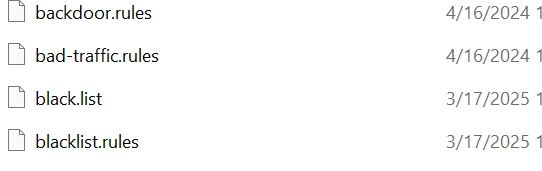 backdoor.rules 4/16/2024 1
bad-traffic.rules 4/16/2024 1
black.list 3/17/2025 1
blacklist.rules 3/17/2025 1